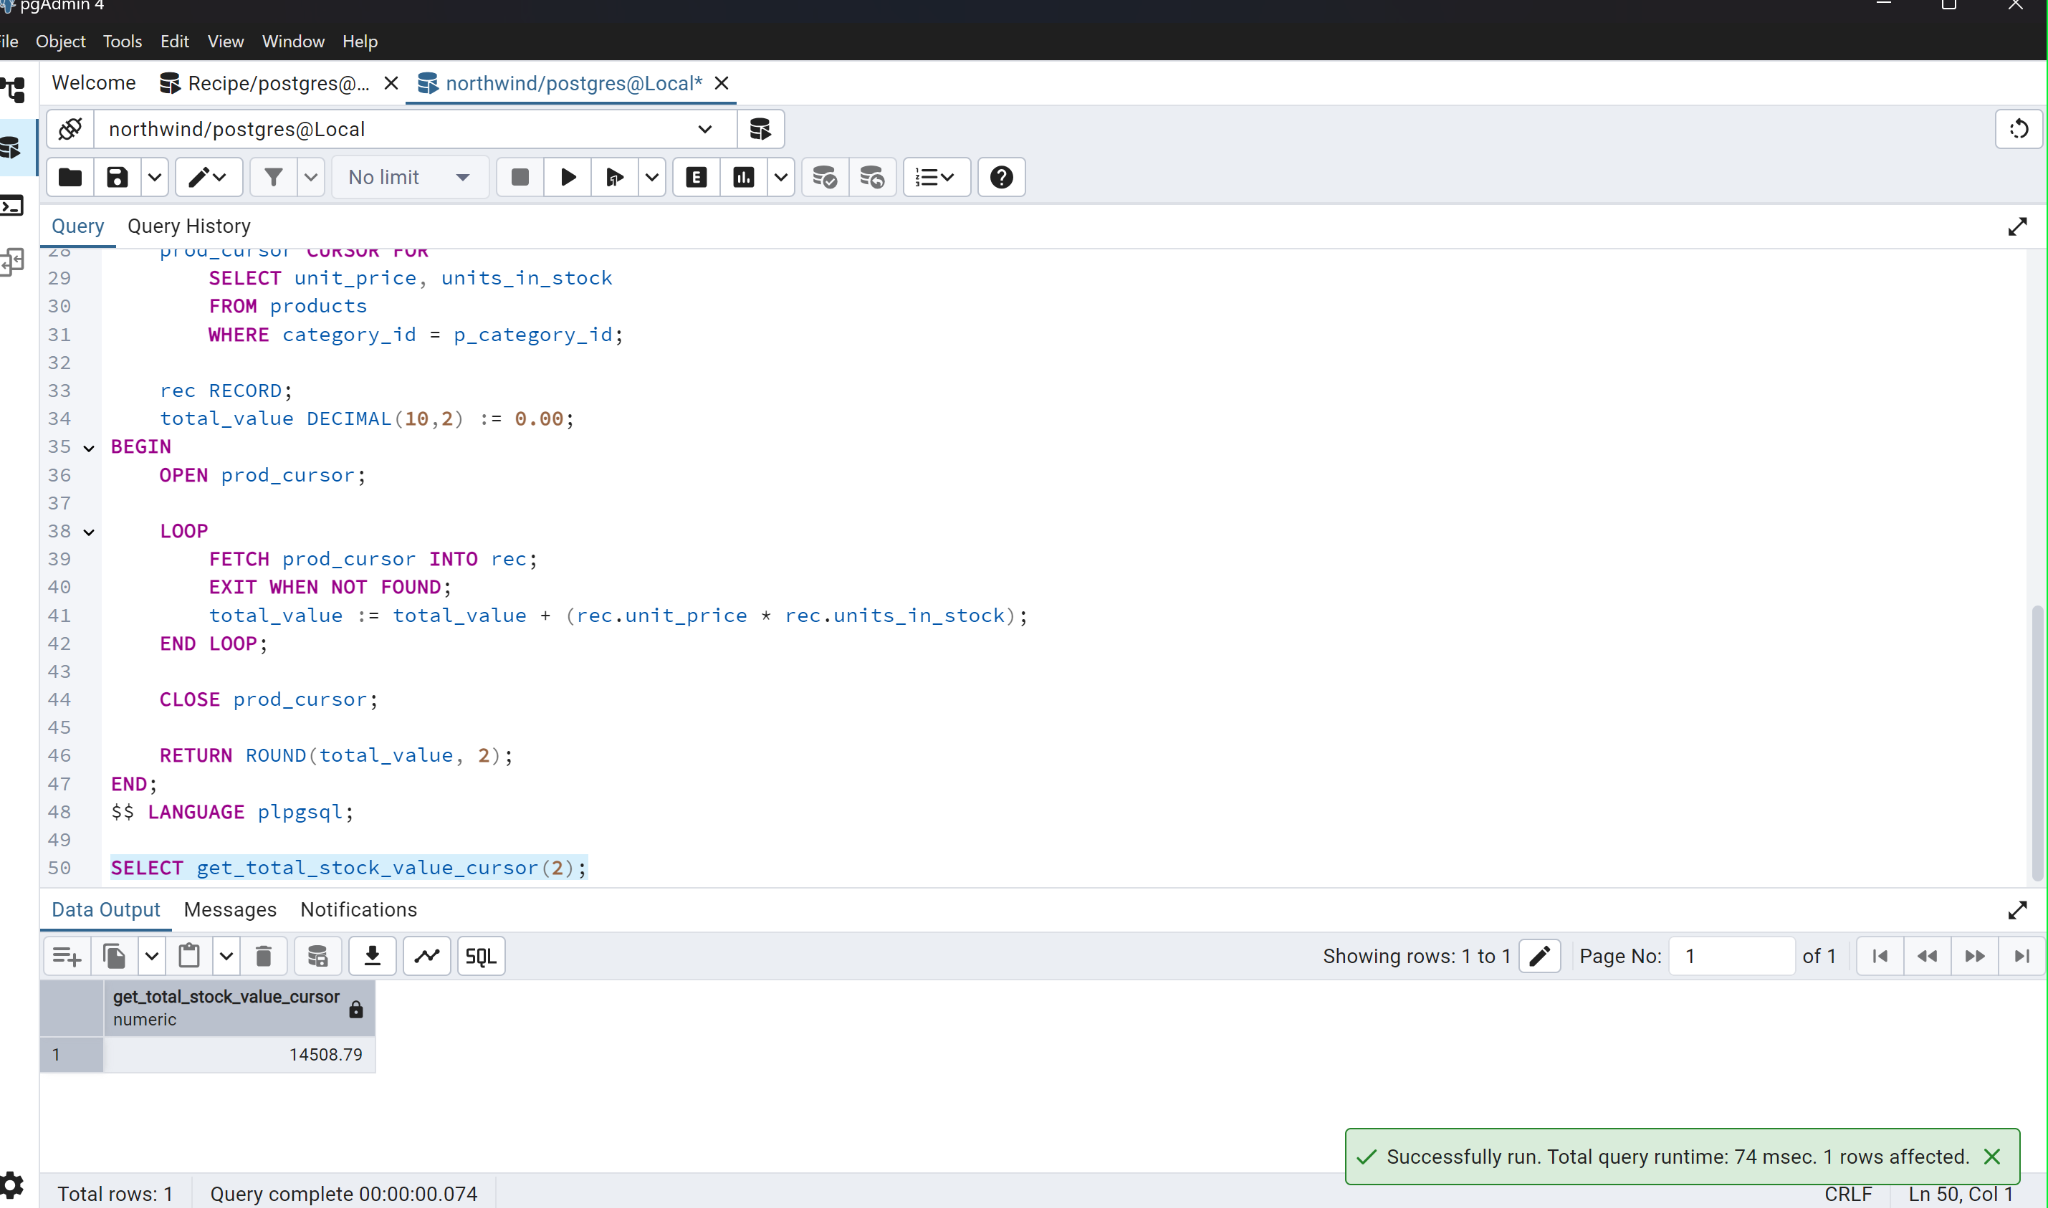 pgAdmin 4
ile Object Tools Edit View Window Help
Welcome Recipe/postgres@... northwind/postgres@Local*
northwind/postgres@Local
No limit E
Query Query History
28 prod_cursor CURSOR FOR
29 SELECT unit_price, units_in_stock
30 FROM products
31 WHERE category_id = p_category_id;
32
33 rec RECORD;
34 total_value DECIMAL(10,2) := 0.00;
35 BEGIN
36 OPEN prod_cursor;
37
38 LOOP
39 FETCH prod_cursor INTO rec;
40 EXIT WHEN NOT FOUND;
41 total_value := total_value + (rec.unit_price * rec.units_in_stock);
42 END LOOP;
43
44 CLOSE prod_cursor;
45
46 RETURN ROUND(total_value, 2);
47 END;
48 $$ LANGUAGE plpgsql;
49
50 SELECT get_total_stock_value_cursor(2);
Data Output Messages Notifications
SQL Showing rows: 1 to 1 Page No: 1 of 1
get_total_stock_value_cursor
numeric
1 14508.79
Successfully run. Total query runtime: 74 msec. 1 rows affected.
Total rows: 1 Query complete 00:00:00.074 CRLF Ln 50, Col 1